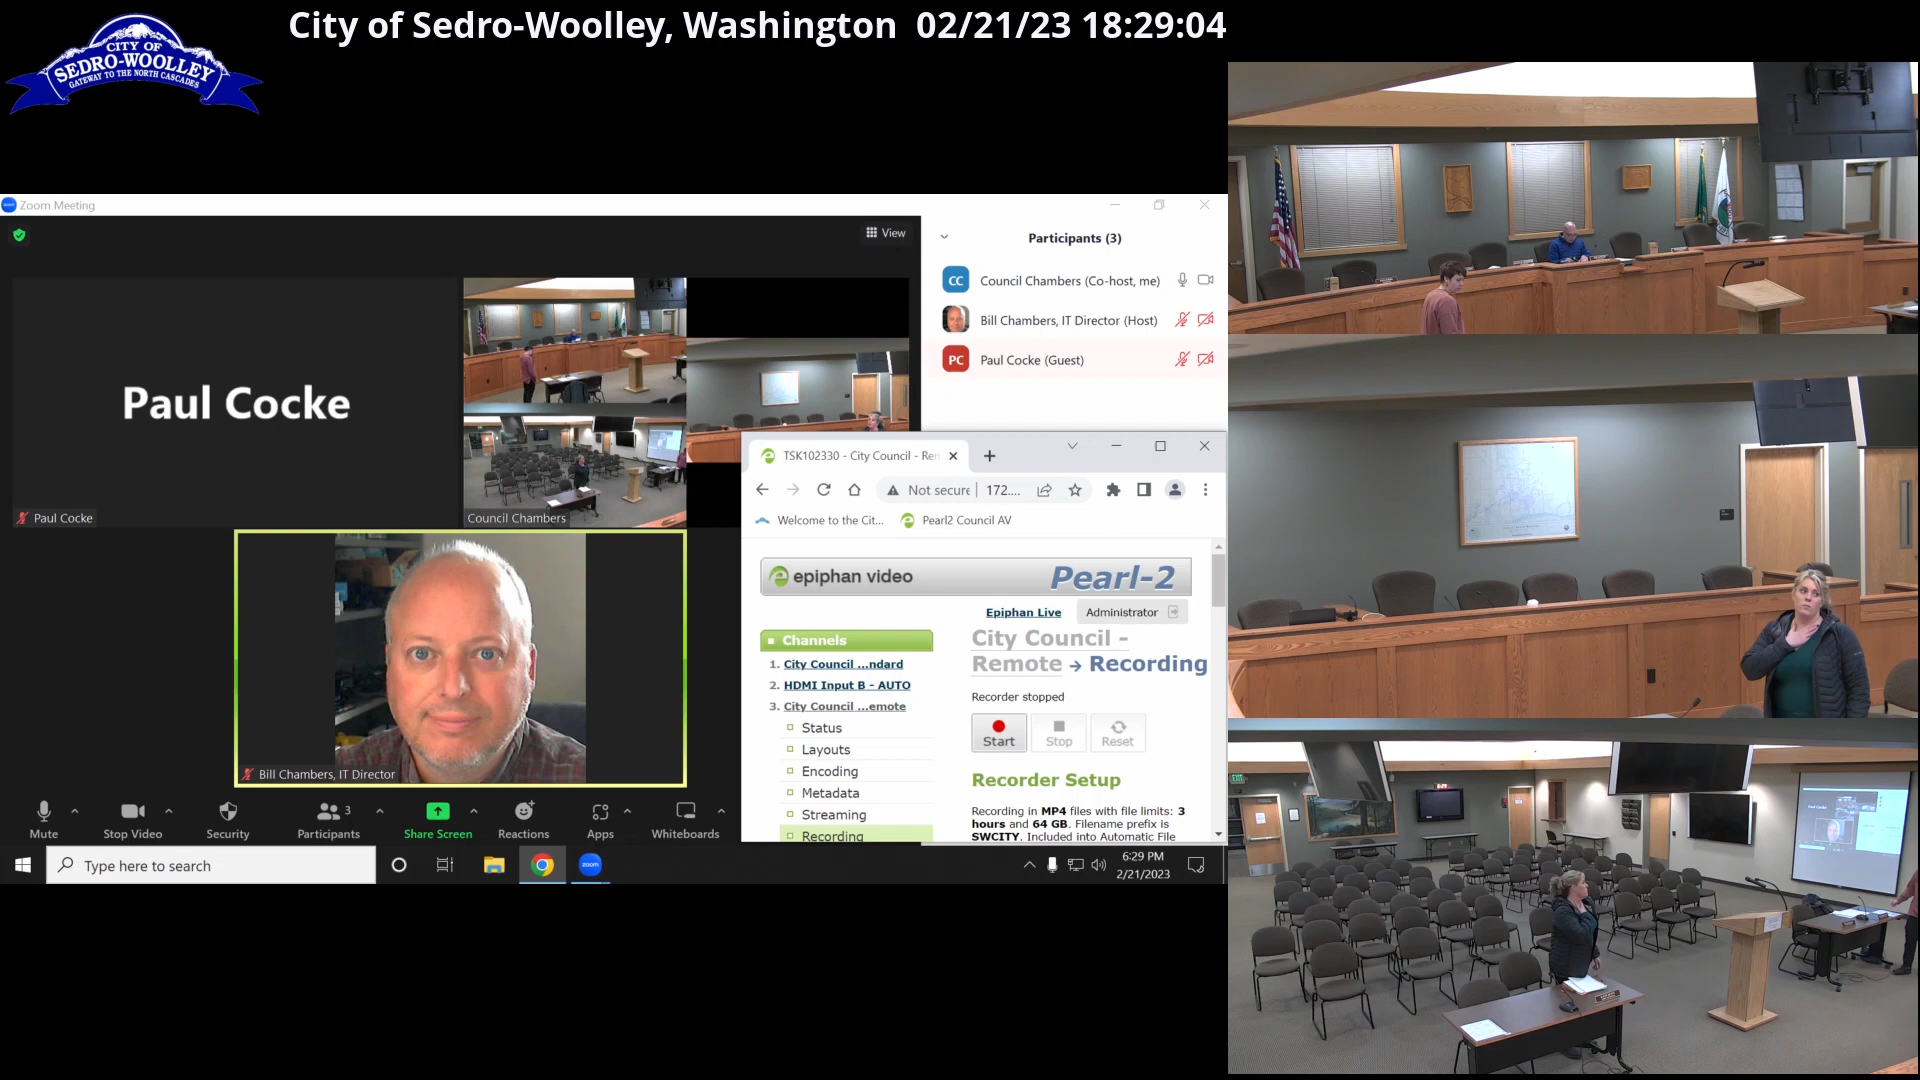 City of Sedro-Woolley, Washington 02/21/23 18:29:04
CITY OF
SEDRO-WOOLLEY
GATEWAY TO THE NORTH CASCADES
Zoom Meeting
View
Participants (3)
CC Council Chambers (Co-host, me)
Bill Chambers, IT Director (Host)
PC Paul Cocke (Guest)
Paul Cocke
Paul Cocke
Council Chambers
Bill Chambers, IT Director
TSK102330 - City Council - Rem
Not secure 172....
Welcome to the Cit...
Pearl2 Council AV
epiphan video Pearl-2
Epiphan Live Administrator
Channels
1. City Council ...ndard
2. HDMI Input B - AUTO
3. City Council ...emote
Status
Layouts
Encoding
Metadata
Streaming
Recording
City Council -
Remote → Recording
Recorder stopped
Start Stop Reset
Recorder Setup
Recording in MP4 files with file limits: 3
hours and 64 GB. Filename prefix is
SWCITY. Included into Automatic File
Mute
Stop Video
Security
Participants 3
Share Screen
Reactions
Apps
Whiteboards
Type here to search
zoom
6:29 PM
2/21/2023